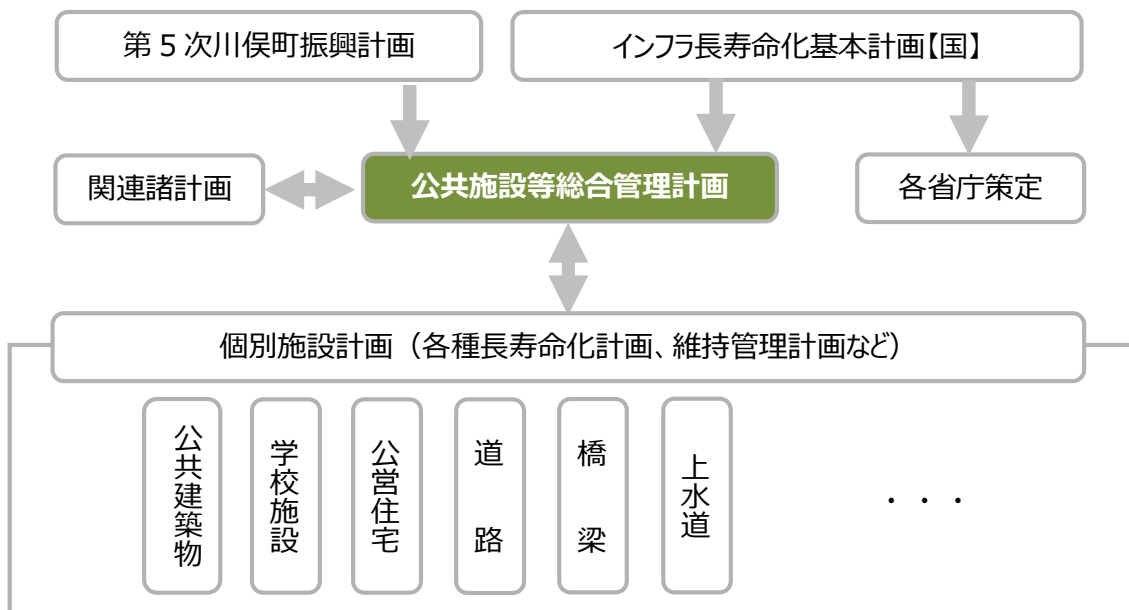 第5次川俣町振興計画
インフラ長寿命化基本計画【国】
関連諸計画
公共施設等総合管理計画
各省庁策定
個別施設計画（各種長寿命化計画、維持管理計画など）
公共建築物
学校施設
公営住宅
道路
橋梁
上水道
・・・